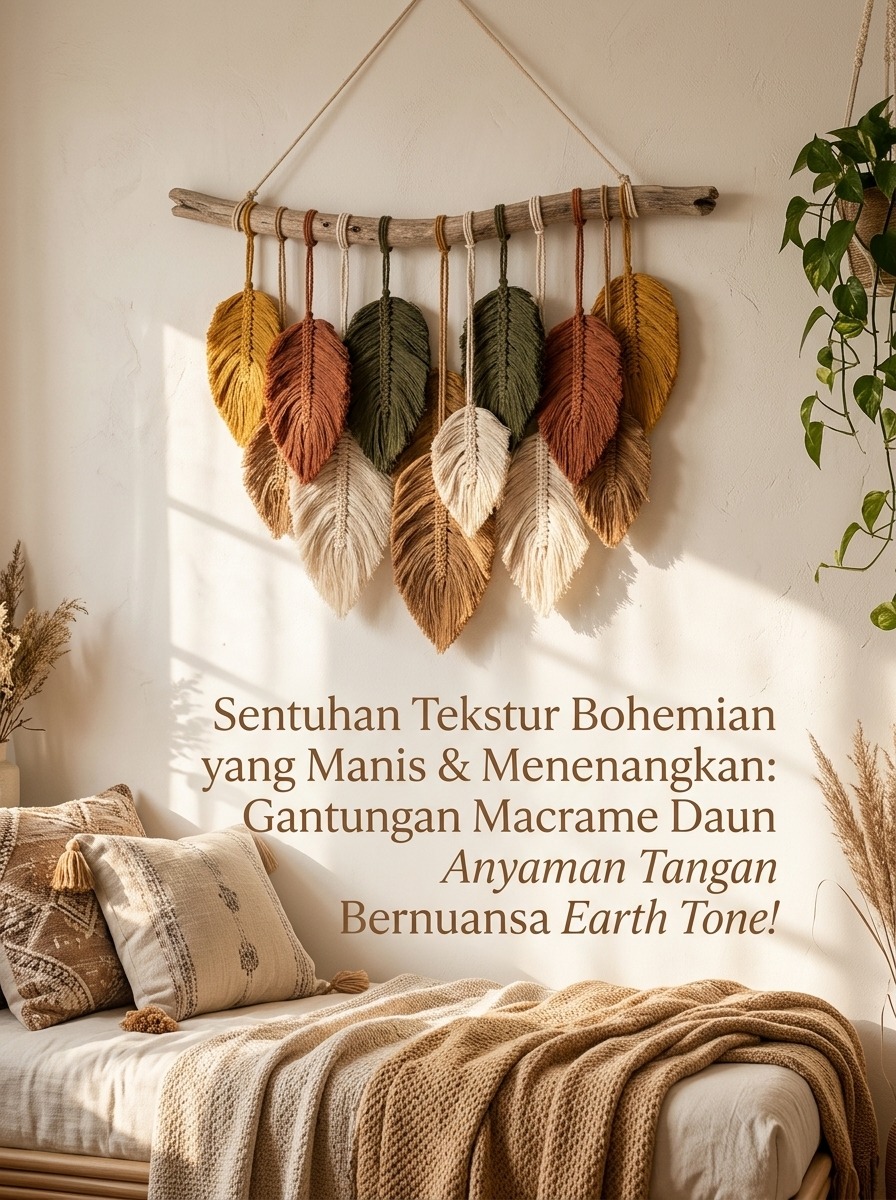 Sentuhan Tekstur Bohemian
yang Manis & Menenangkan:
Gantungan Macrame Daun
Anyaman Tangan
Bernuansa Earth Tone!